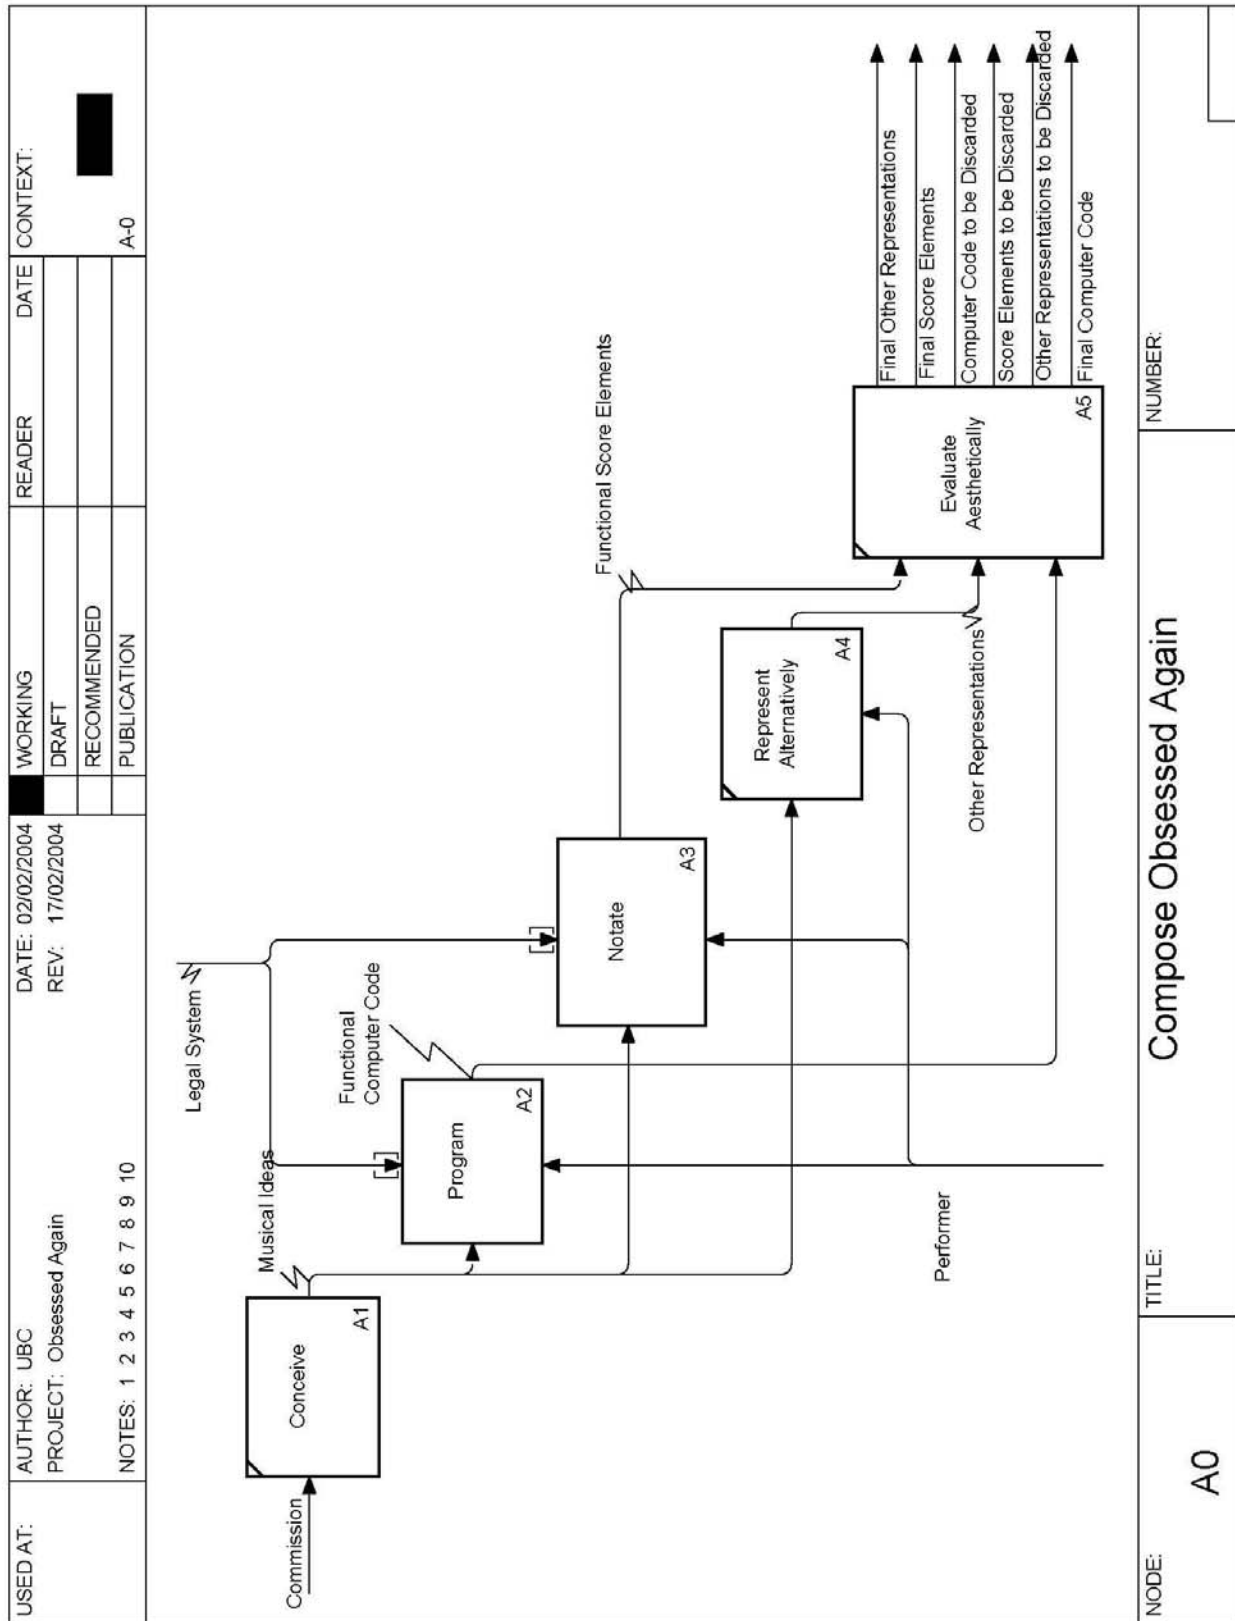 USED AT:
AUTHOR: UBC
PROJECT: Obsessed Again
NOTES: 1 2 3 4 5 6 7 8 9 10
DATE: 02/02/2004
REV: 17/02/2004
WORKING
DRAFT
RECOMMENDED
PUBLICATION
READER
DATE
CONTEXT:
A-0
Legal System
Commission
Conceive
A1
Musical Ideas
Functional
Computer Code
Program
A2
Notate
A3
Functional Score Elements
Represent
Alternatively
A4
Other Representations
Performer
Evaluate
Aesthetically
A5
Final Other Representations
Final Score Elements
Computer Code to be Discarded
Score Elements to be Discarded
Other Representations to be Discarded
Final Computer Code
NODE:
A0
TITLE:
Compose Obsessed Again
NUMBER: